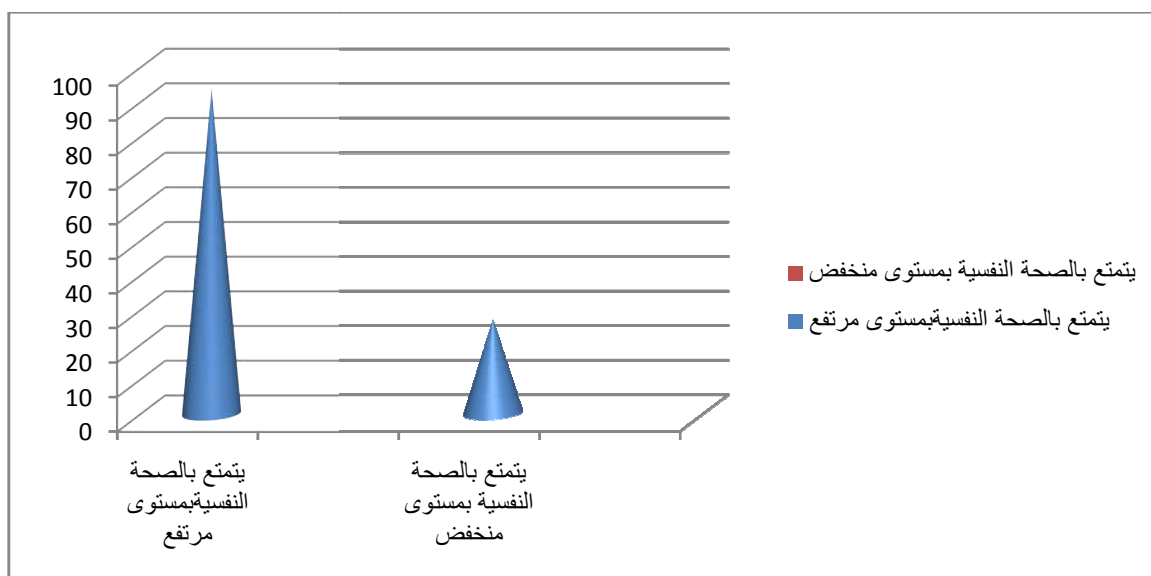 100
90
80
70
60
50
40
30
20
10
0
يتمتع بالصحة
النفسيةبمستوى
مرتفع
يتمتع بالصحة
النفسية بمستوى
منخفض
يتمتع بالصحة النفسية بمستوى منخفض
يتمتع بالصحة النفسيةبمستوى مرتفع